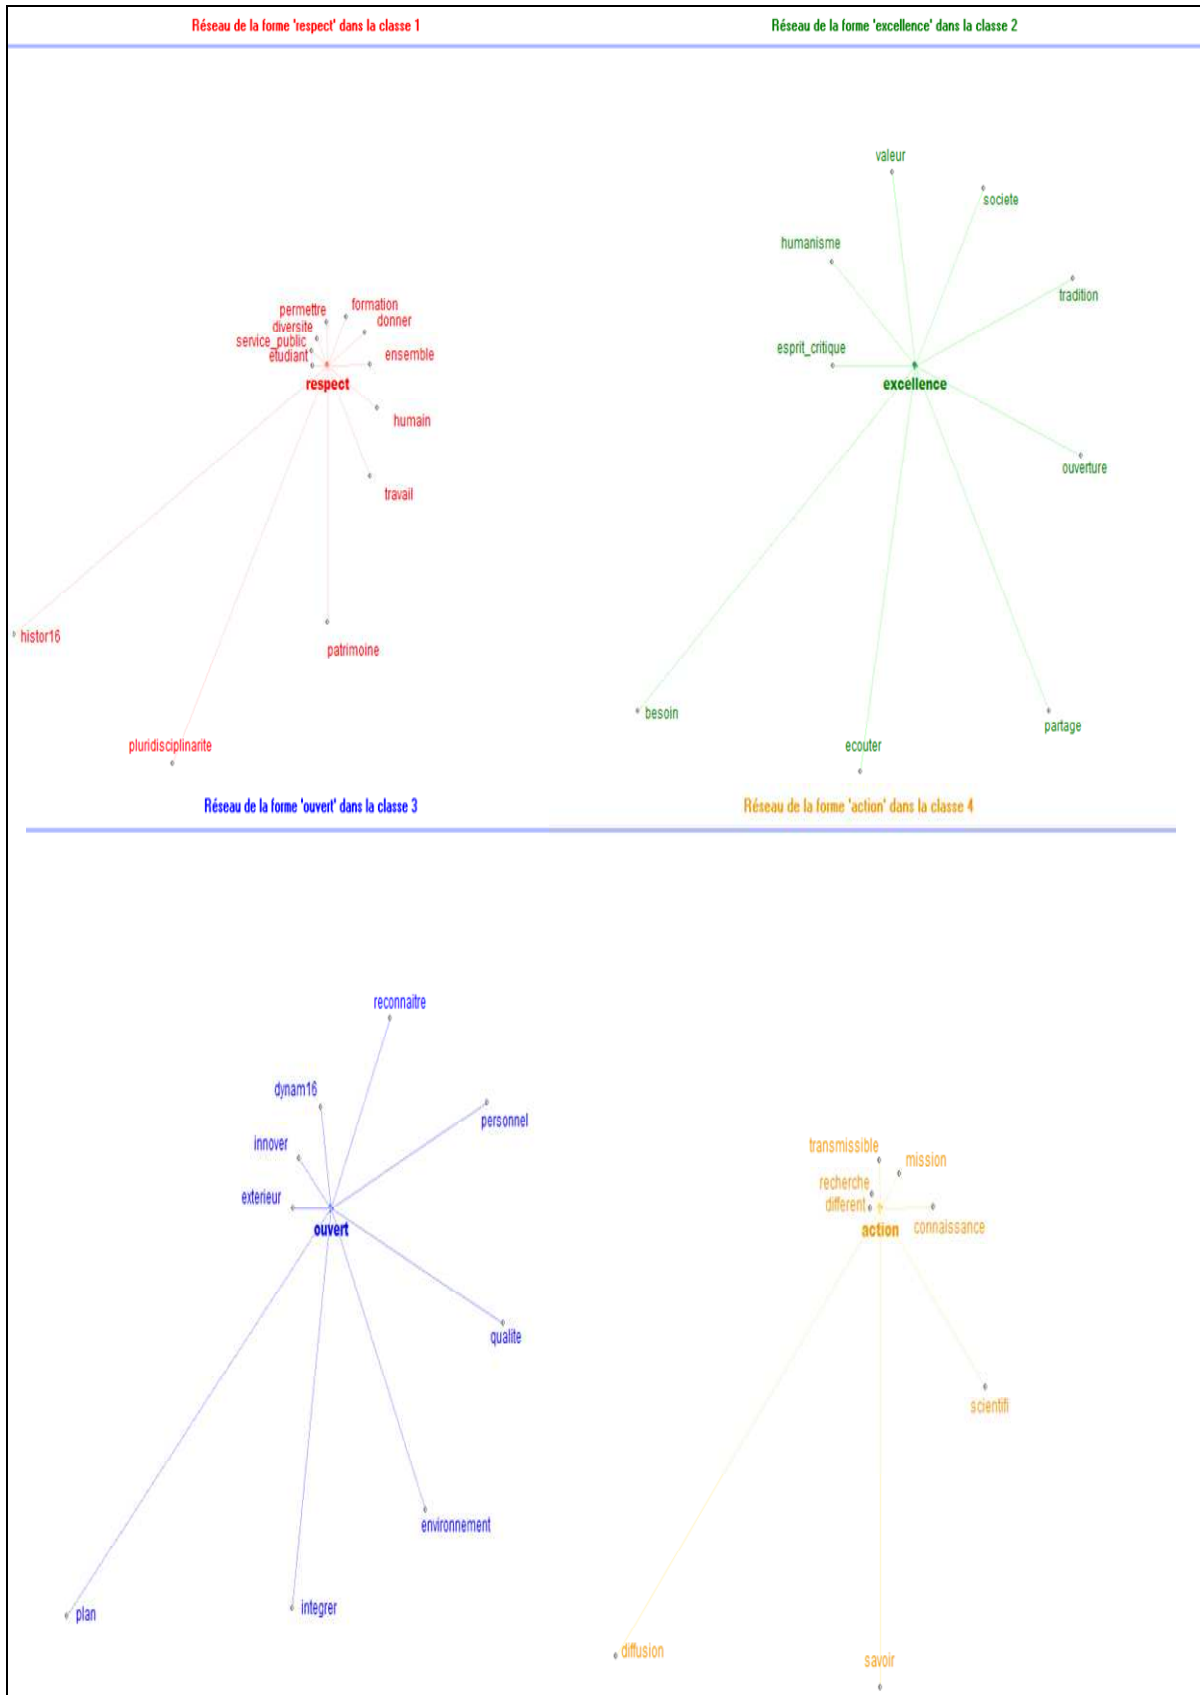 Réseau de la forme 'respect' dans la classe 1
permettre
formation
diversite
donner
service_public
etudiant
ensemble
respect
humain
travail
histor16
patrimoine
pluridisciplinarite
Réseau de la forme 'excellence' dans la classe 2
valeur
societe
humanisme
tradition
esprit_critique
excellence
ouverture
besoin
partage
ecouter
Réseau de la forme 'ouvert' dans la classe 3
reconnaitre
dynam16
personnel
innover
exterieur
ouvert
qualite
environnement
plan
integrer
Réseau de la forme 'action' dans la classe 4
transmissible
mission
recherche
different
connaissance
action
scientifi
diffusion
savoir